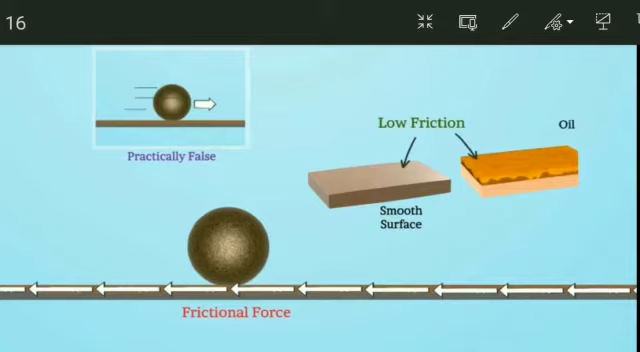 16
Practically False
Low Friction
Oil
Smooth
Surface
Frictional Force